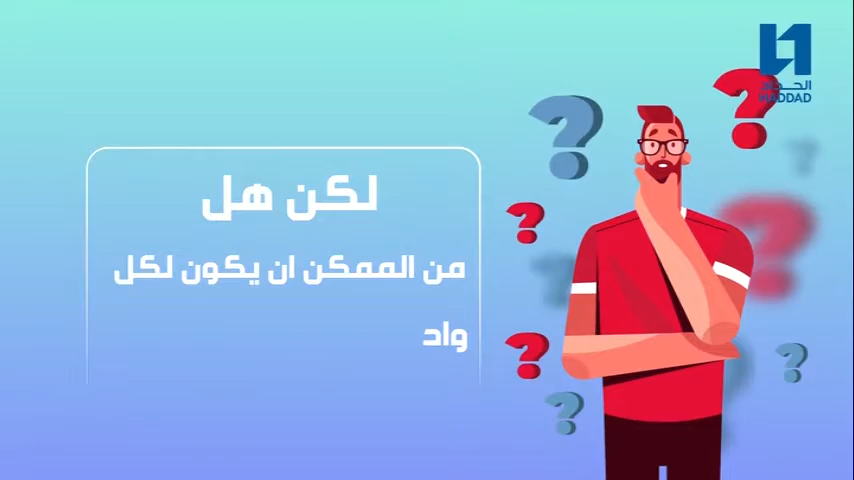 لكن هل
من الممكن ان يكون لكل
واد
الحداد
HADDAD